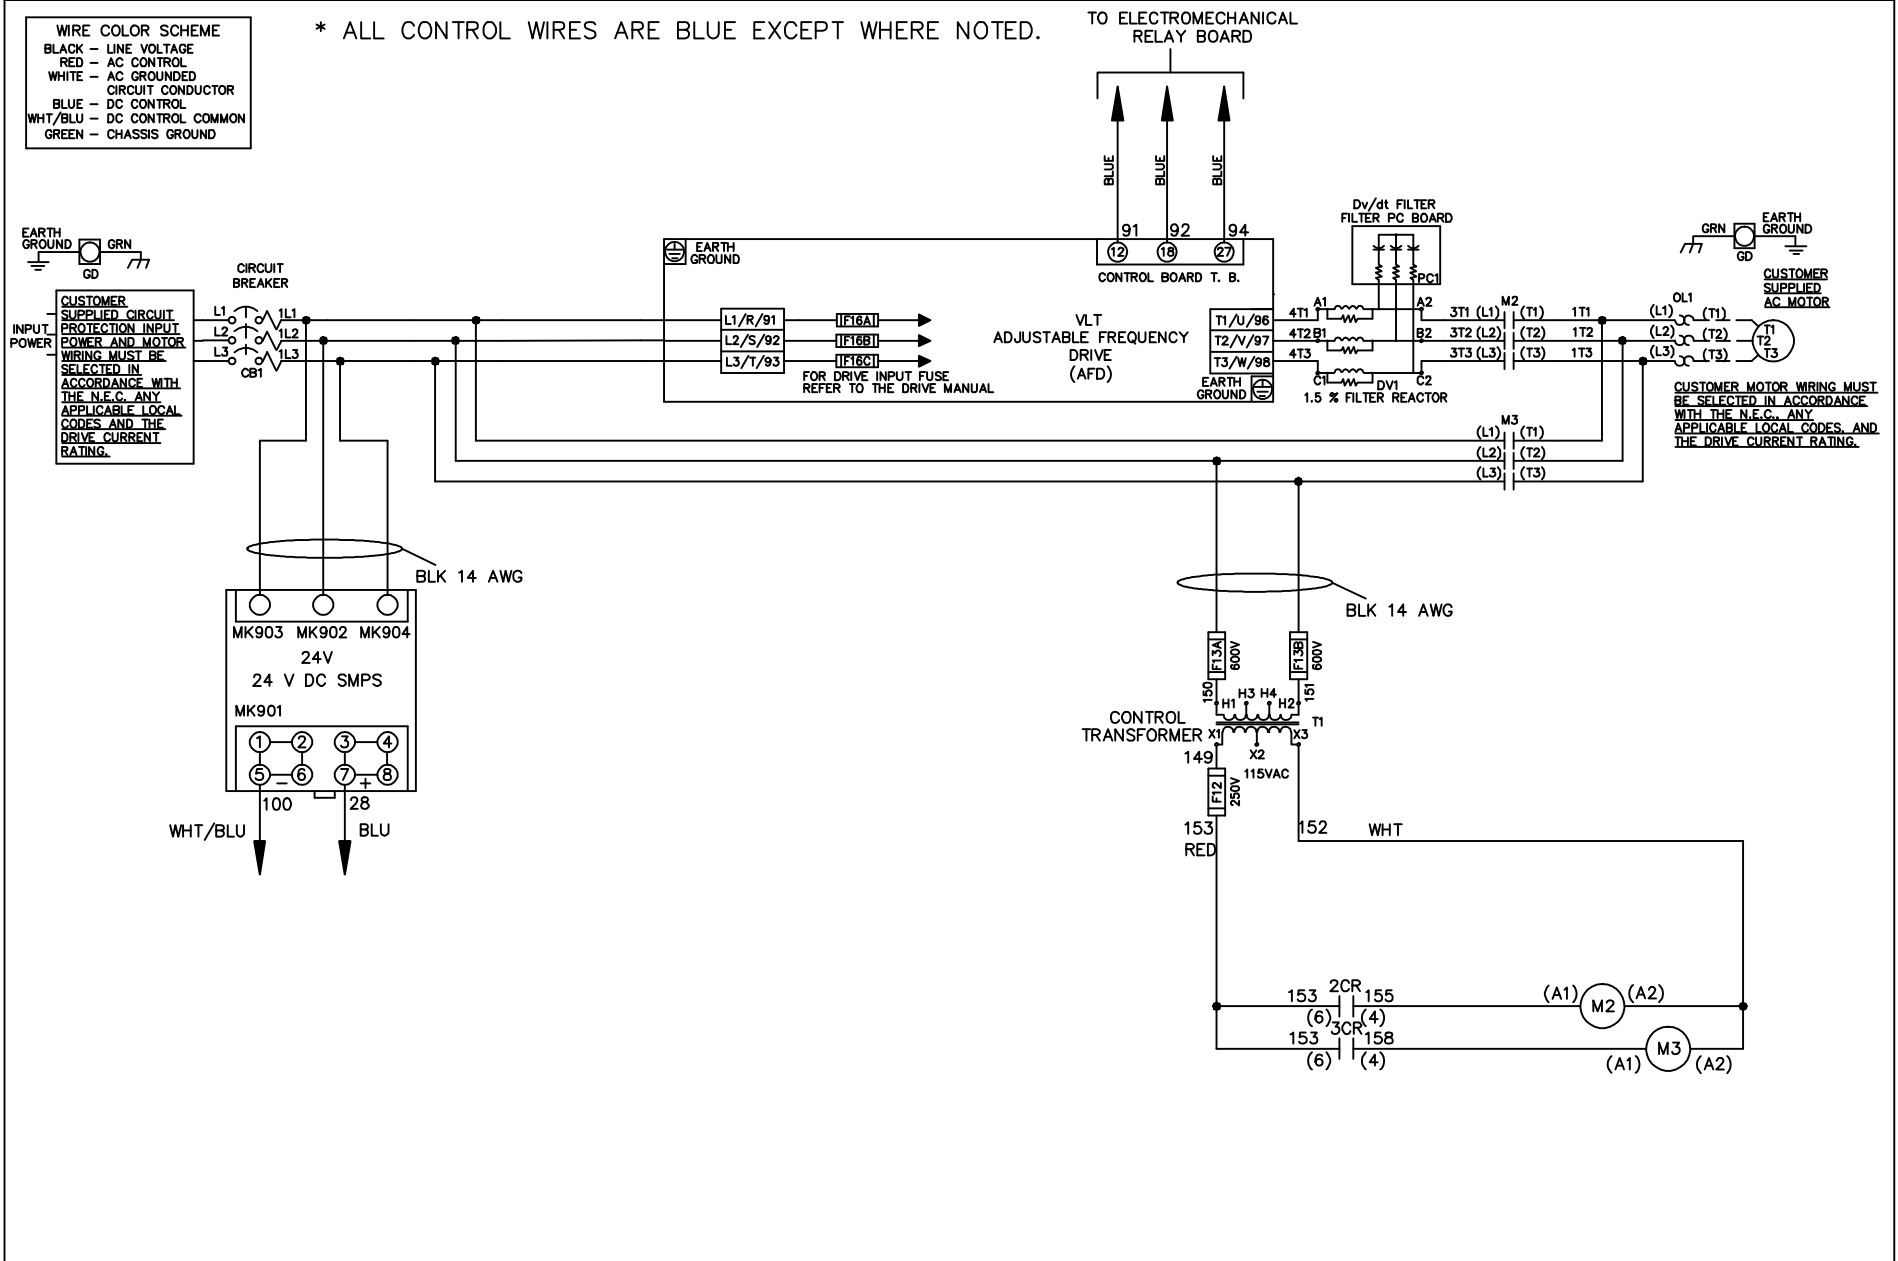 WIRE COLOR SCHEME
BLACK – LINE VOLTAGE
RED – AC CONTROL
WHITE – AC GROUNDED
CIRCUIT CONDUCTOR
BLUE – DC CONTROL
WHT/BLU – DC CONTROL COMMON
GREEN – CHASSIS GROUND
* ALL CONTROL WIRES ARE BLUE EXCEPT WHERE NOTED.
TO ELECTROMECHANICAL
RELAY BOARD
BLUE
BLUE
BLUE
91 92 94
12 18 27
CONTROL BOARD T. B.
EARTH
GROUND
GRN
GD
CIRCUIT
BREAKER
INPUT
POWER
CUSTOMER
SUPPLIED CIRCUIT
PROTECTION INPUT
POWER AND MOTOR
WIRING MUST BE
SELECTED IN
ACCORDANCE WITH
THE N.E.C. ANY
APPLICABLE LOCAL
CODES AND THE
DRIVE CURRENT
RATING.
L1 1L1
L2 1L2
L3 1L3
CB1
EARTH
GROUND
L1/R/91 IF16A
L2/S/92 IF16B
L3/T/93 IF16C
FOR DRIVE INPUT FUSE
REFER TO THE DRIVE MANUAL
VLT
ADJUSTABLE FREQUENCY
DRIVE
(AFD)
T1/U/96
T2/V/97
T3/W/98
EARTH
GROUND
Dv/dt FILTER
FILTER PC BOARD
PC1
4T1 A1 A2
4T2 B1 B2
4T3
C1 DV1 C2
1.5 % FILTER REACTOR
M2
3T1 (L1) (T1) 1T1
3T2 (L2) (T2) 1T2
3T3 (L3) (T3) 1T3
M3
(L1) (T1)
(L2) (T2)
(L3) (T3)
GRN
GD
EARTH
GROUND
CUSTOMER
SUPPLIED
AC MOTOR
OL1
(L1) (T1)
(L2) (T2)
(L3) (T3)
T1
T2
T3
CUSTOMER MOTOR WIRING MUST
BE SELECTED IN ACCORDANCE
WITH THE N.E.C., ANY
APPLICABLE LOCAL CODES, AND
THE DRIVE CURRENT RATING.
BLK 14 AWG
MK903 MK902 MK904
24V
24 V DC SMPS
MK901
1 2 3 4
5 – 6 7 + 8
100 28
WHT/BLU BLU
BLK 14 AWG
F13A
600V
F13B
600V
150
151
H1 H3 H4 H2
CONTROL
TRANSFORMER
T1
X1 X2 X3
149
115VAC
F12
250V
153
RED
152 WHT
2CR
153 155
(6) (4)
(A1) M2 (A2)
3CR
153 158
(6) (4)
(A1) M3 (A2)